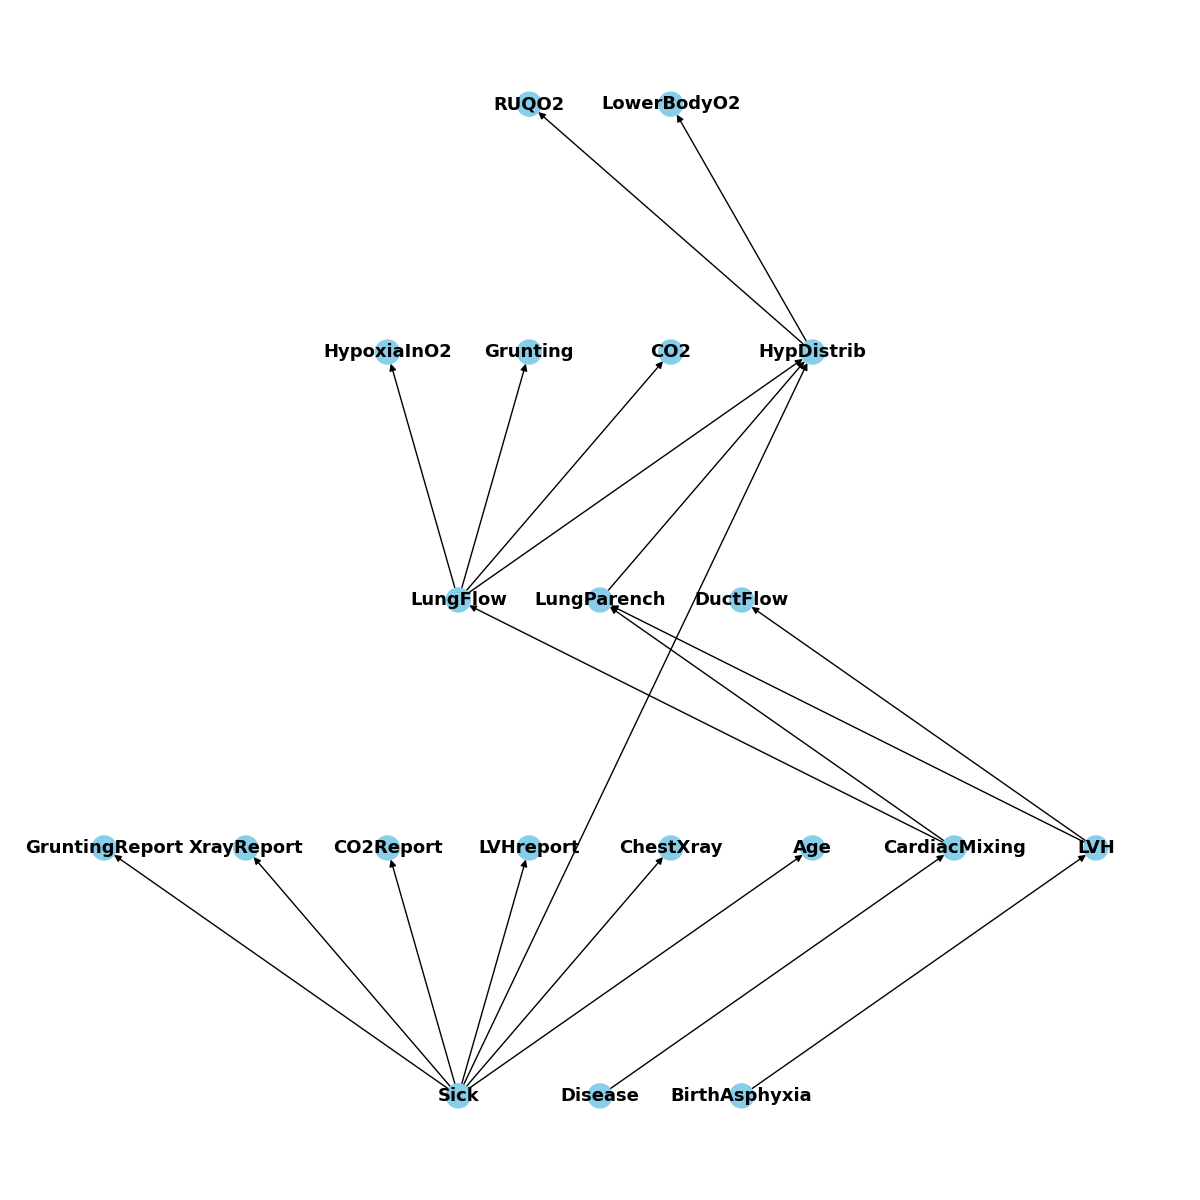 RUQO2 LowerBodyO2
HypoxiaInO2 Grunting CO2 HypDistrib
LungFlow LungParench DuctFlow
GruntingReport XrayReport CO2Report LVHreport ChestXray Age CardiacMixing LVH
Sick Disease BirthAsphyxia